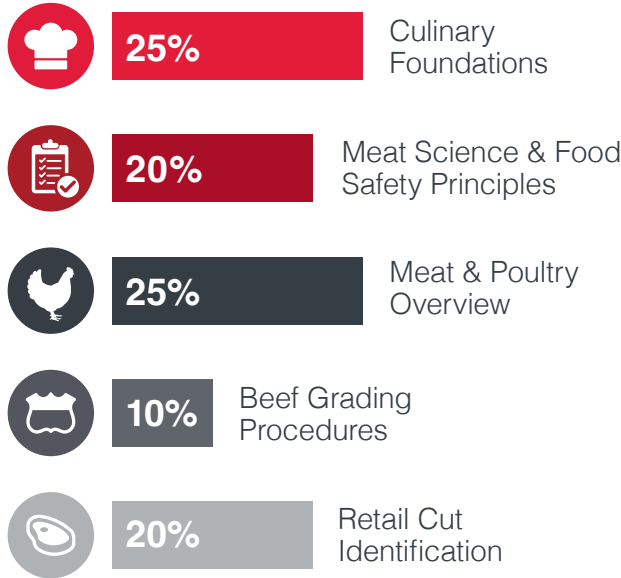 25%
Culinary
Foundations
20%
Meat Science & Food
Safety Principles
25%
Meat & Poultry
Overview
10%
Beef Grading
Procedures
20%
Retail Cut
Identification